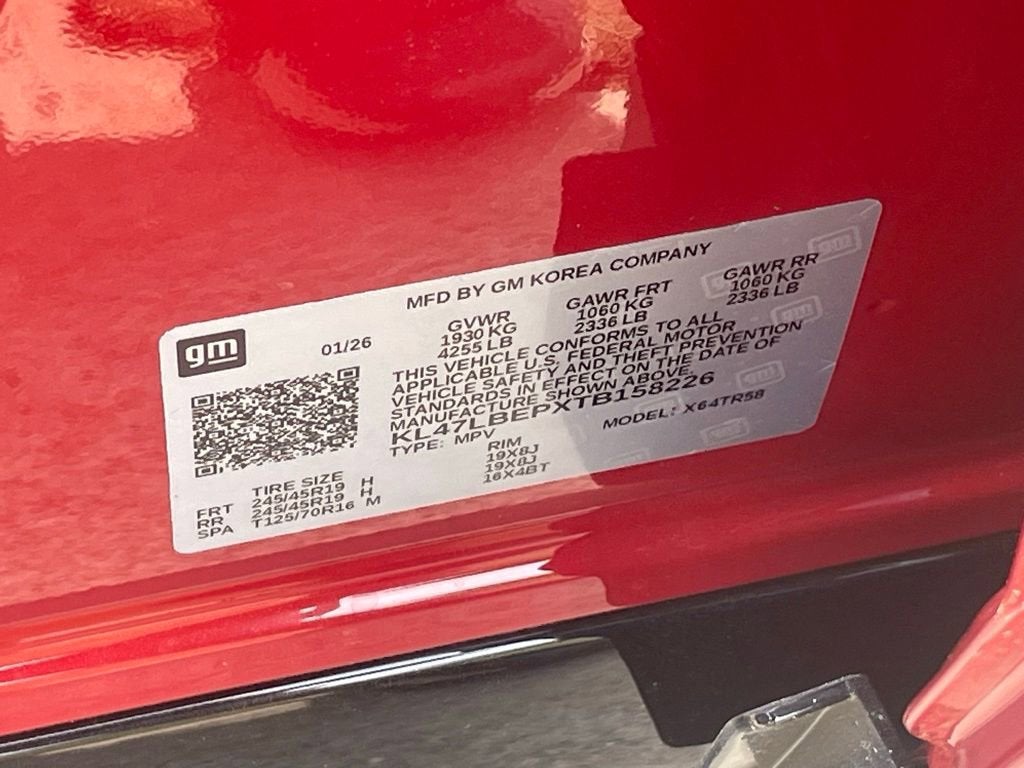 MFD BY GM KOREA COMPANY
gm
01/26
GVWR
1930 KG
4255 LB
GAWR FRT
1060 KG
2336 LB
GAWR RR
1060 KG
2336 LB
THIS VEHICLE CONFORMS TO ALL
APPLICABLE U.S. FEDERAL MOTOR
VEHICLE SAFETY AND THEFT PREVENTION
STANDARDS IN EFFECT ON THE DATE OF
MANUFACTURE SHOWN ABOVE.
KL47LBEPXTB158226
TYPE: MPV
MODEL: X64TR58
TIRE SIZE RIM
FRT 245/45R19 H 19X8J
RR 245/45R19 H 19X8J
SPA T125/70R16 M 16X4BT